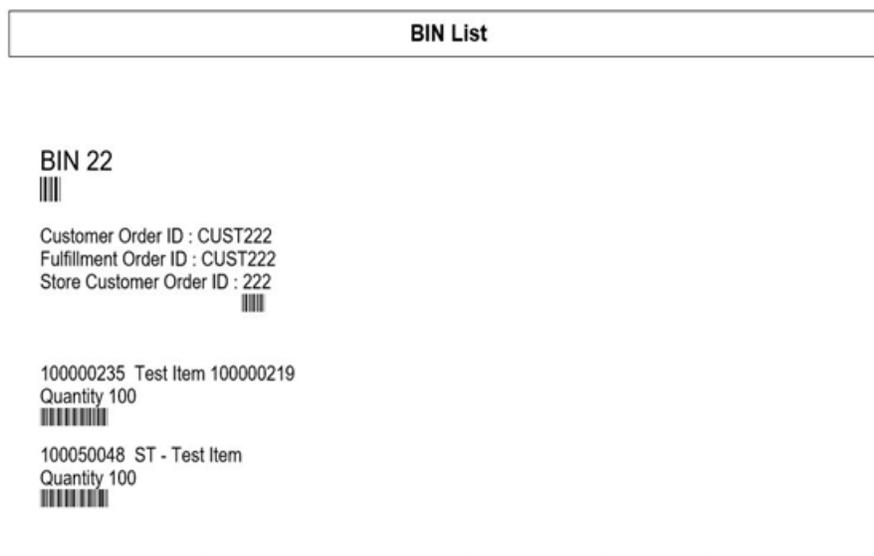 BIN List
BIN 22
Customer Order ID : CUST222
Fulfillment Order ID : CUST222
Store Customer Order ID : 222
100000235 Test Item 100000219
Quantity 100
100050048 ST - Test Item
Quantity 100